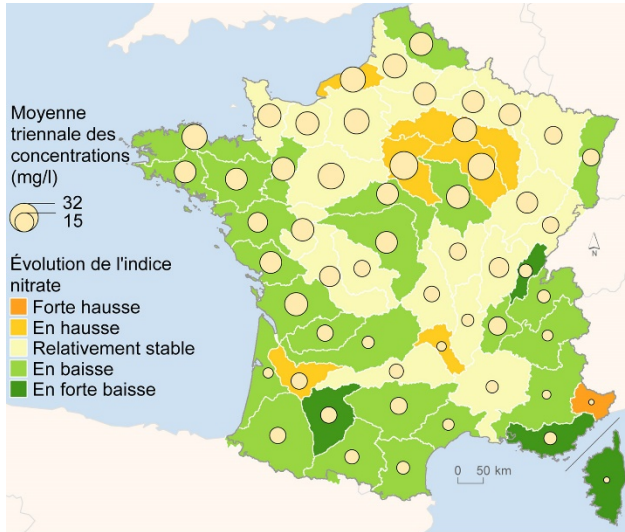 Moyenne
triennale des
concentrations
(mg/l)
32
15
Évolution de l'indice
nitrate
Forte hausse
En hausse
Relativement stable
En baisse
En forte baisse
N
0 50 km